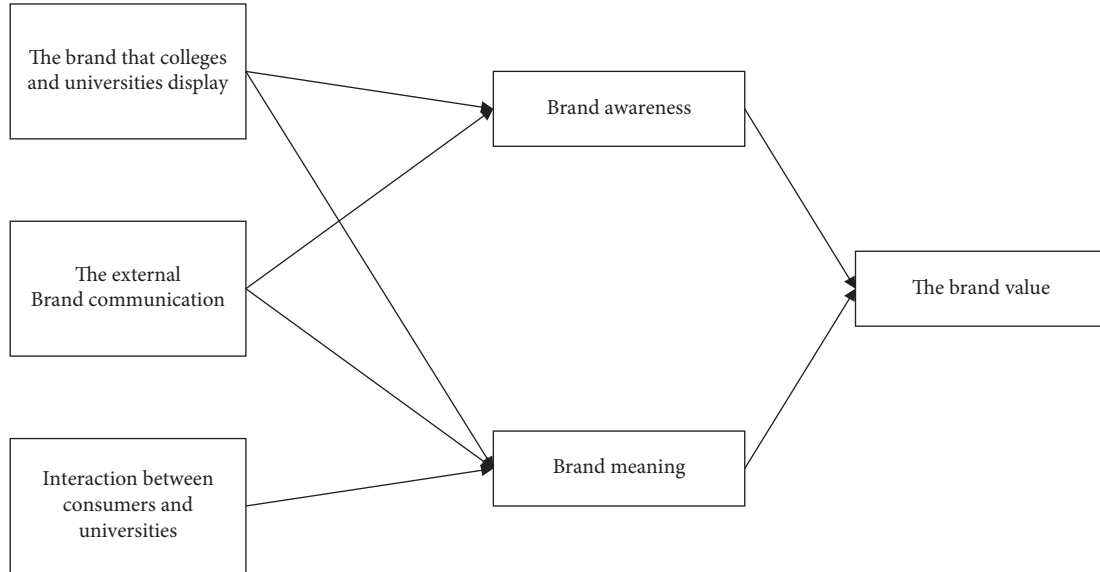 The brand that colleges
and universities display
Brand awareness
The external
Brand communication
The brand value
Brand meaning
Interaction between
consumers and
universities